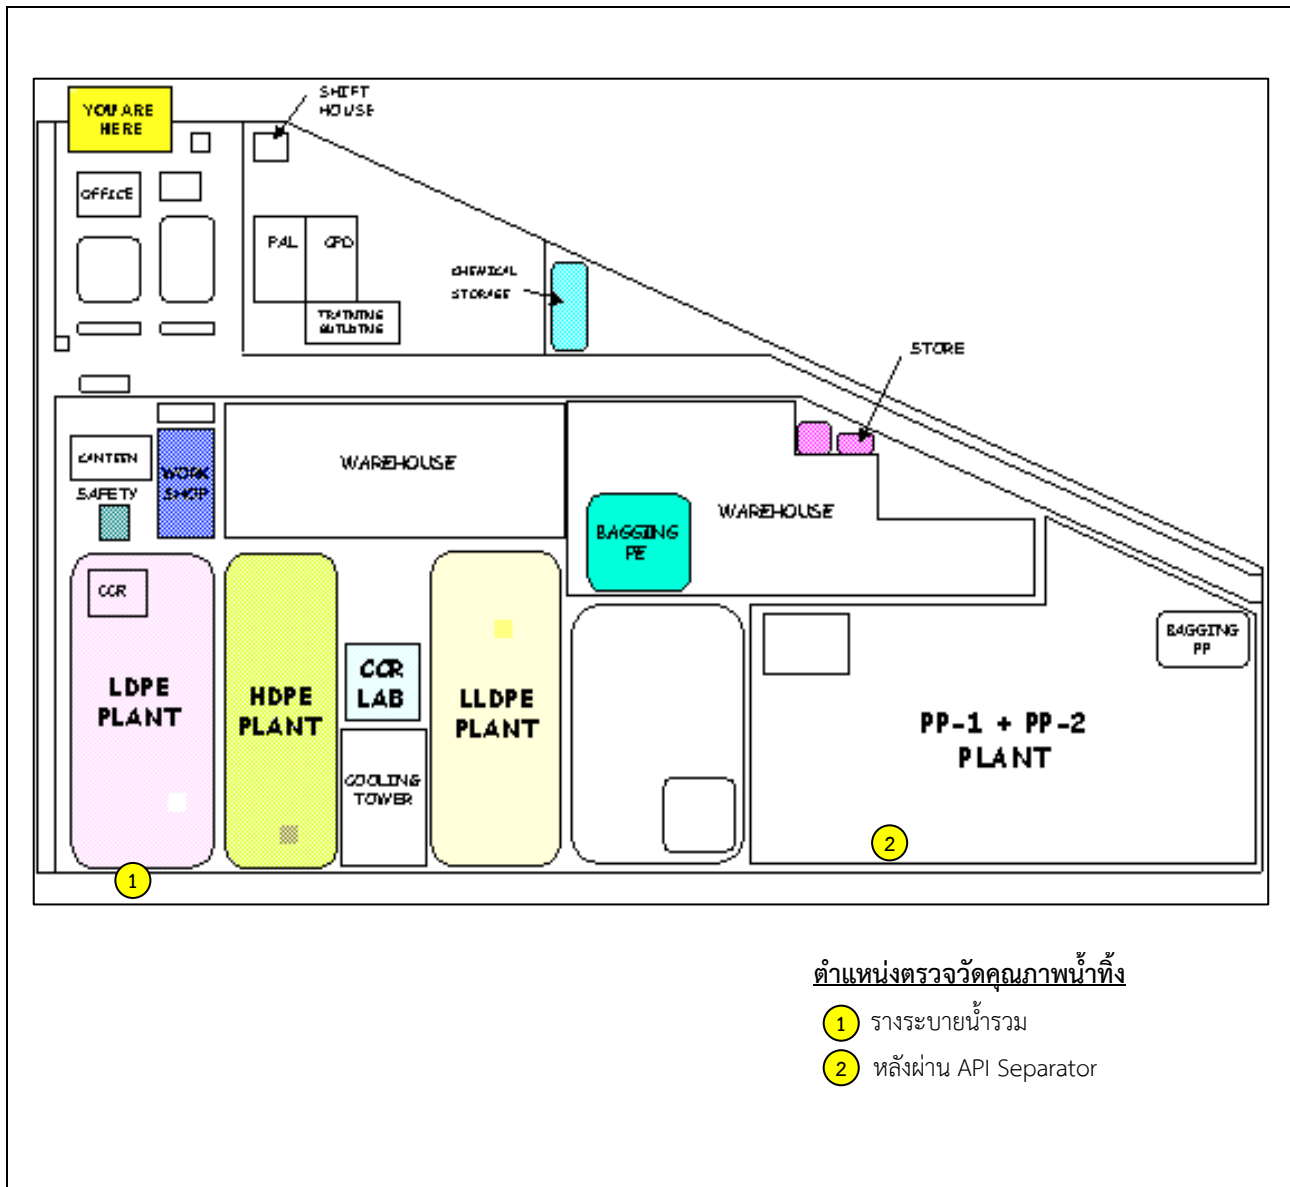 YOU ARE
HERE
SHIFT
HOUSE
OFFICE
PAL
GPD
TRAINING
BUILDING
CHEMICAL
STORAGE
STORE
CANTEEN
SAFETY
WORK
SHOP
WAREHOUSE
BAGGING
PE
WAREHOUSE
CCR
LDPE
PLANT
HDPE
PLANT
CCR
LAB
COOLING
TOWER
LLDPE
PLANT
PP-1 + PP-2
PLANT
BAGGING
PP
1
2
ตำแหน่งตรวจวัดคุณภาพน้ำทิ้ง
1 รางระบายน้ำรวม
2 หลังผ่าน API Separator